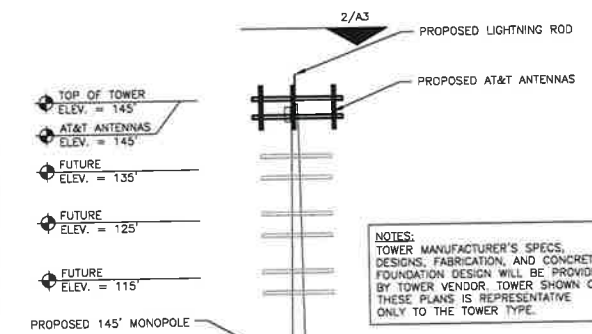 2/A3
PROPOSED LIGHTNING ROD
PROPOSED AT&T ANTENNAS
TOP OF TOWER
ELEV. = 145'
AT&T ANTENNAS
ELEV. = 145'
FUTURE
ELEV. = 135'
FUTURE
ELEV. = 125'
FUTURE
ELEV. = 115'
PROPOSED 145' MONOPOLE
NOTES:
TOWER MANUFACTURER'S SPECS,
DESIGNS, FABRICATION, AND CONCRET
FOUNDATION DESIGN WILL BE PROVID
BY TOWER VENDOR. TOWER SHOWN O
THESE PLANS IS REPRESENTATIVE
ONLY TO THE TOWER TYPE.